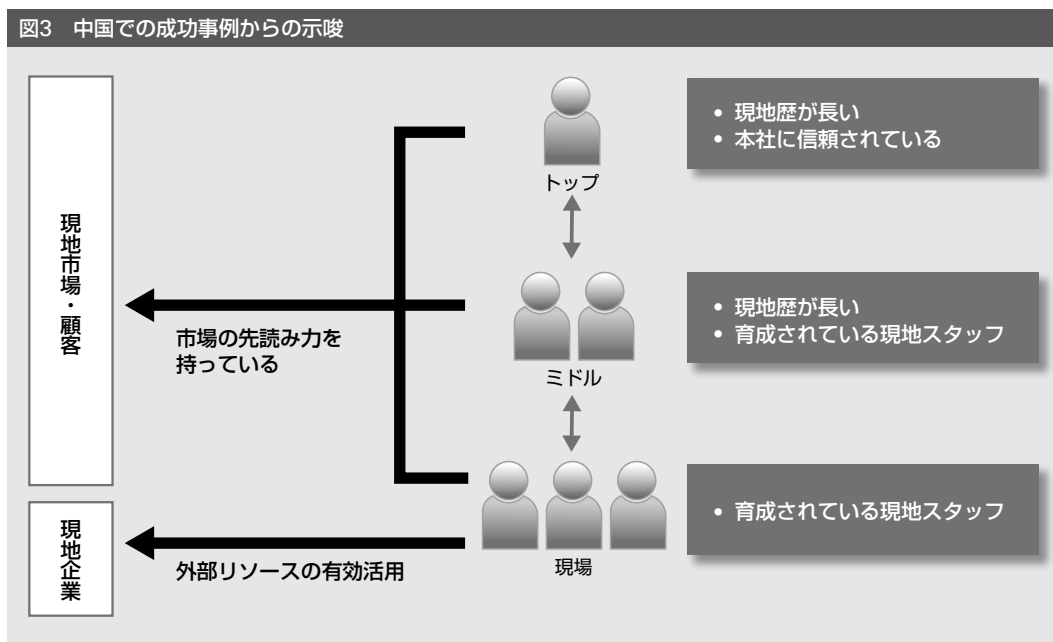 図3　中国での成功事例からの示唆
現地市場・顧客
市場の先読み力を
持っている
現地企業
外部リソースの有効活用
トップ
• 現地歴が長い
• 本社に信頼されている
ミドル
• 現地歴が長い
• 育成されている現地スタッフ
現場
• 育成されている現地スタッフ